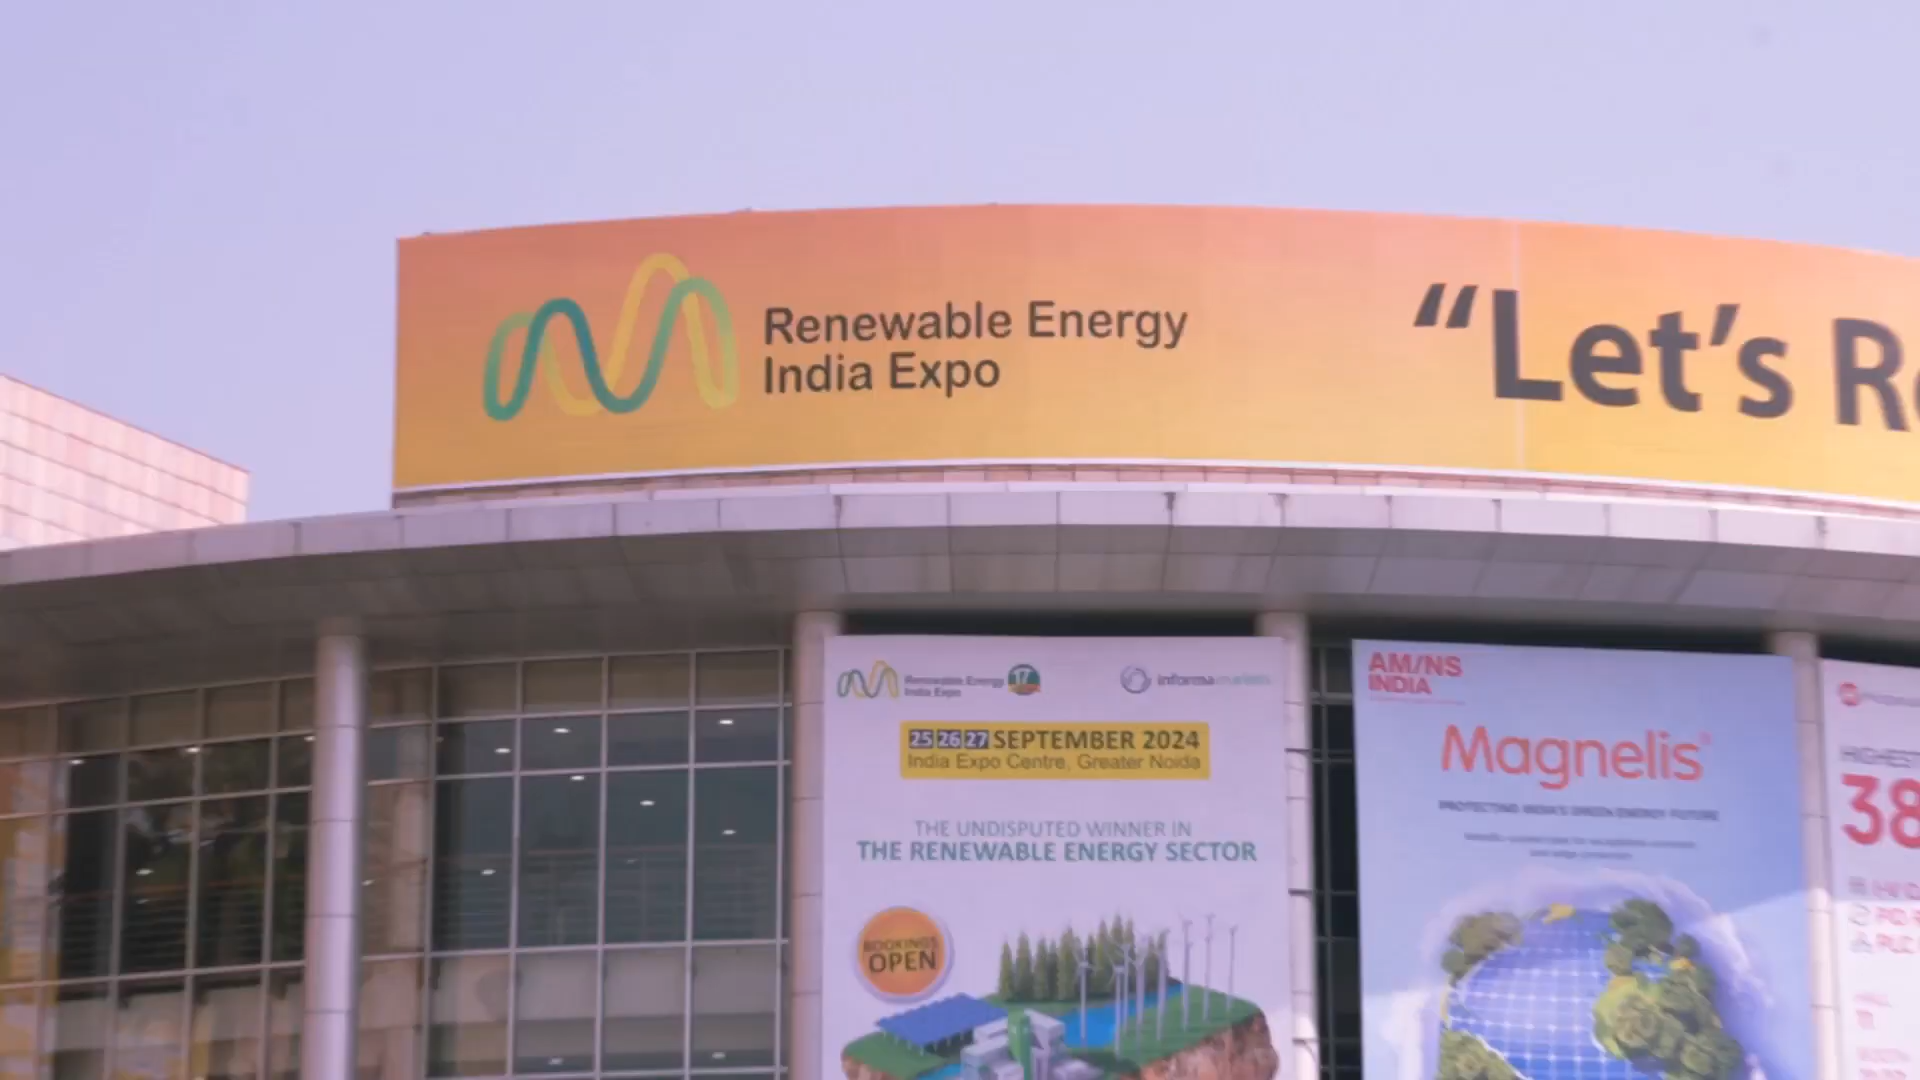 Renewable Energy
India Expo
“Let's R
Renewable Energy
India Expo
17
informa markets
25 26 27 SEPTEMBER 2024
India Expo Centre, Greater Noida
THE UNDISPUTED WINNER IN
THE RENEWABLE ENERGY SECTOR
BOOKINGS
OPEN
AM/NS
INDIA
Magnelis®
PROTECTING INDIA'S GREEN ENERGY FUTURE
HIGHEST
38